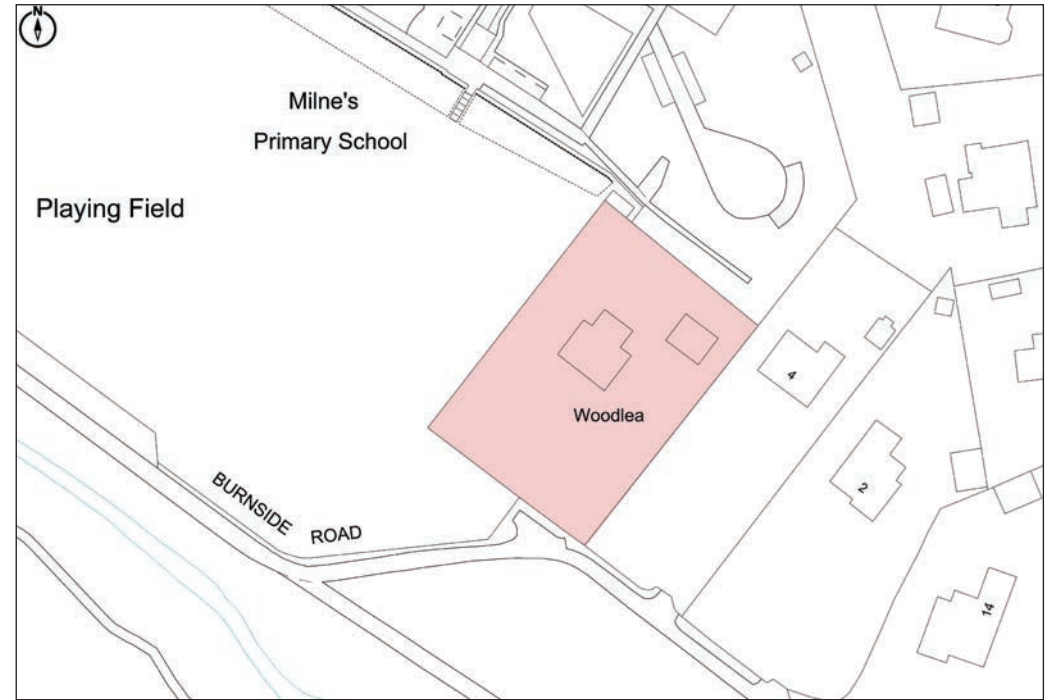 N
Milne's
Primary School
Playing Field
Woodlea
4
2
BURNSIDE ROAD
14